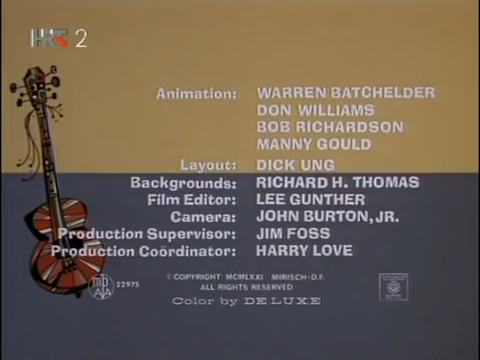 HRT 2
Animation: WARREN BATCHELDER
DON WILLIAMS
BOB RICHARDSON
MANNY GOULD
Layout: DICK UNG
Backgrounds: RICHARD H. THOMAS
Film Editor: LEE GUNTHER
Camera: JOHN BURTON, JR.
Production Supervisor: JIM FOSS
Production Coördinator: HARRY LOVE
22975
© COPYRIGHT MCMLXXI MIRISCH-D.F.
ALL RIGHTS RESERVED
Color by DE LUXE